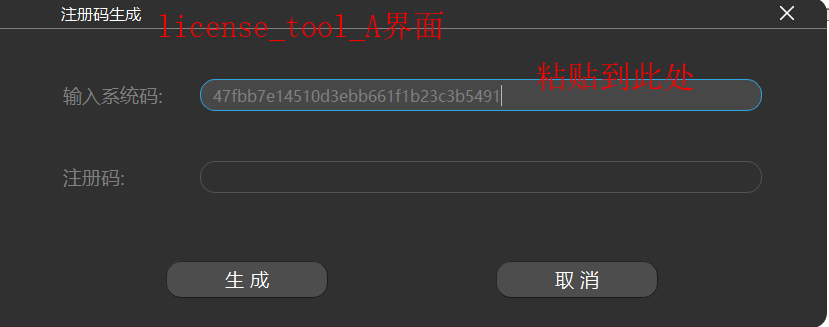 注册码生成
license_tool_A界面
粘贴到此处
输入系统码: 47fbb7e14510d3ebb661f1b23c3b5491
注册码:
生成 取消